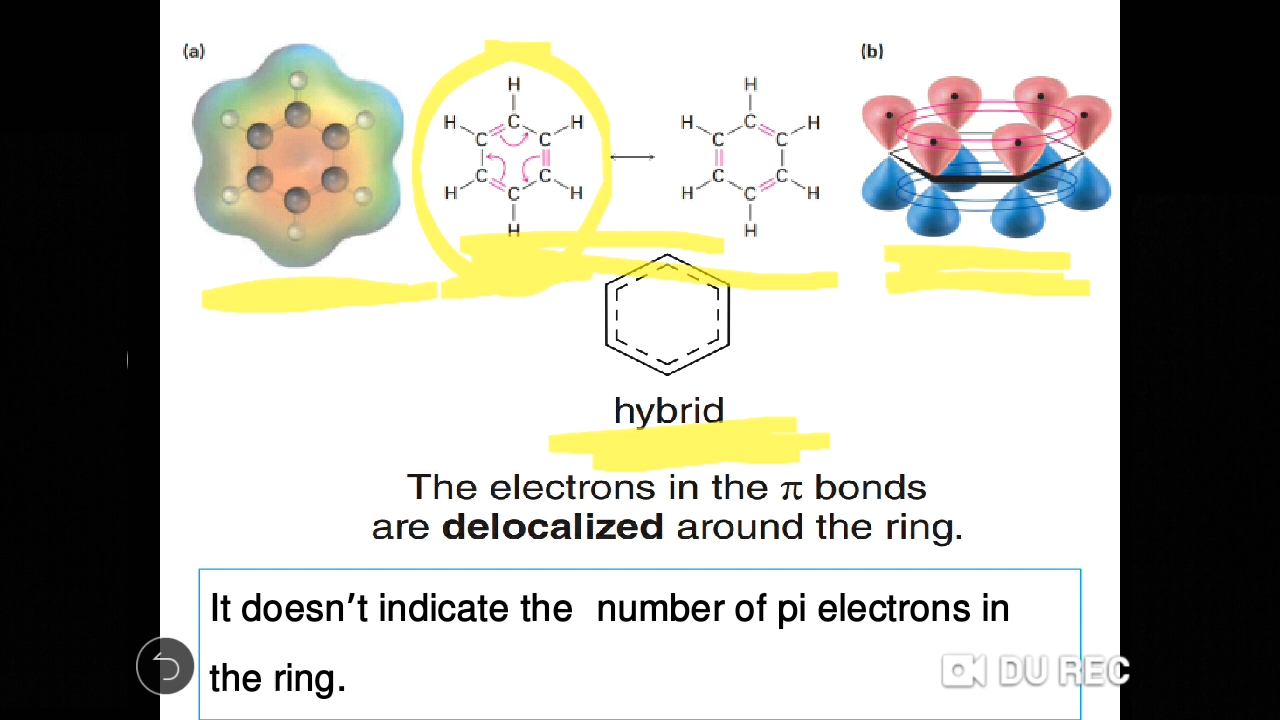 (a)
(b)
H
H
C
H
C
C
C
C
H
C
H
H
H
H
C
H
C
C
C
C
H
C
H
H
hybrid
The electrons in the π bonds
are delocalized around the ring.
It doesn't indicate the number of pi electrons in
the ring.
DU REC